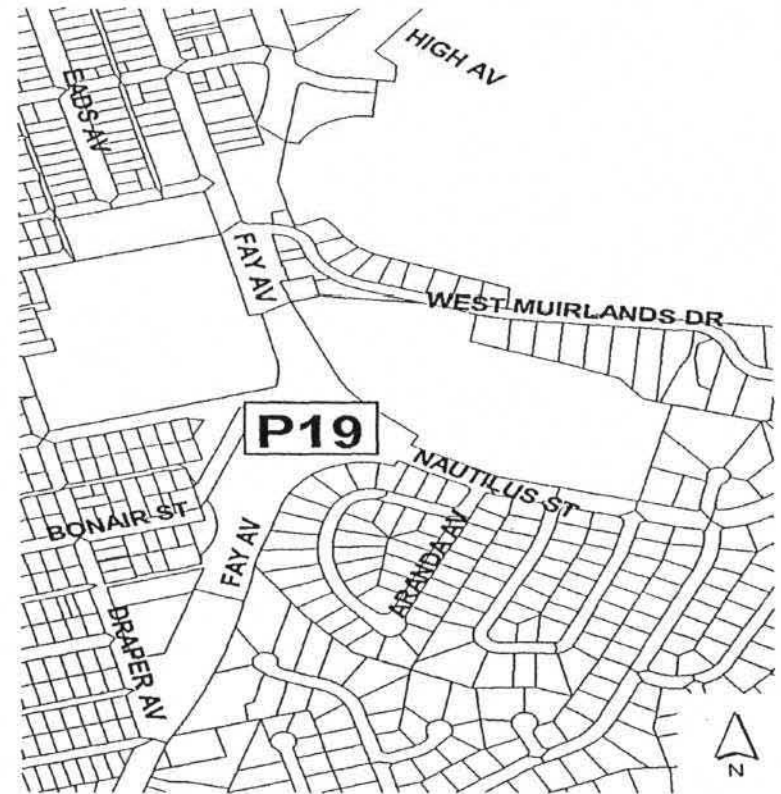 HIGH AV
EADS AV
FAY AV
WEST MUIRLANDS DR
P19
NAUTILUS ST
BONAIR ST
FAY AV
ARANDA AV
DRAPER AV
N